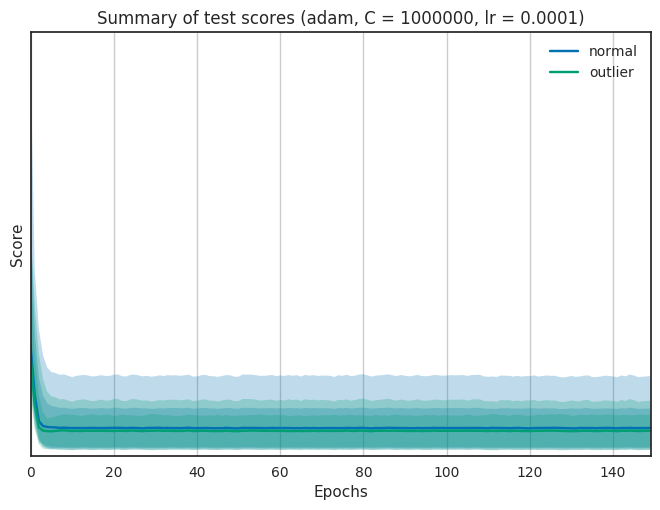 Summary of test scores (adam, C = 1000000, lr = 0.0001)
normal
outlier
Score
0 20 40 60 80 100 120 140
Epochs